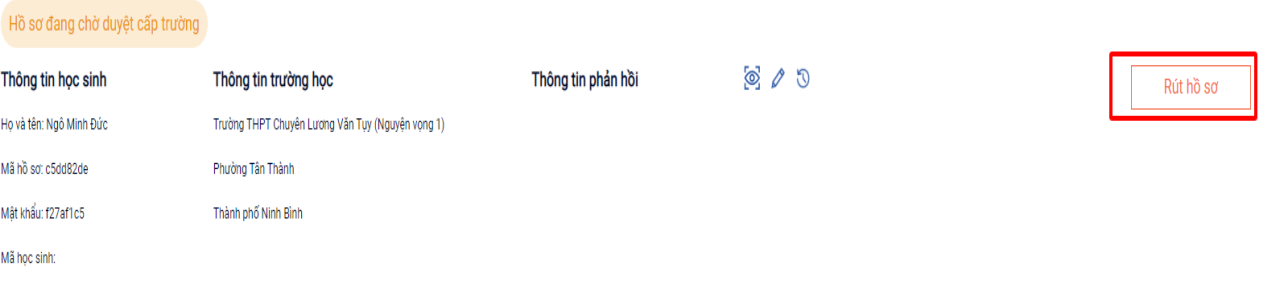 Hồ sơ đang chờ duyệt cấp trường
Thông tin học sinh
Thông tin trường học
Thông tin phản hồi
Rút hồ sơ
Họ và tên: Ngô Minh Đức
Trường THPT Chuyên Lương Văn Tụy (Nguyện vọng 1)
Mã hồ sơ: c5dd82de
Phường Tân Thành
Mật khẩu: f27af1c5
Thành phố Ninh Bình
Mã học sinh: